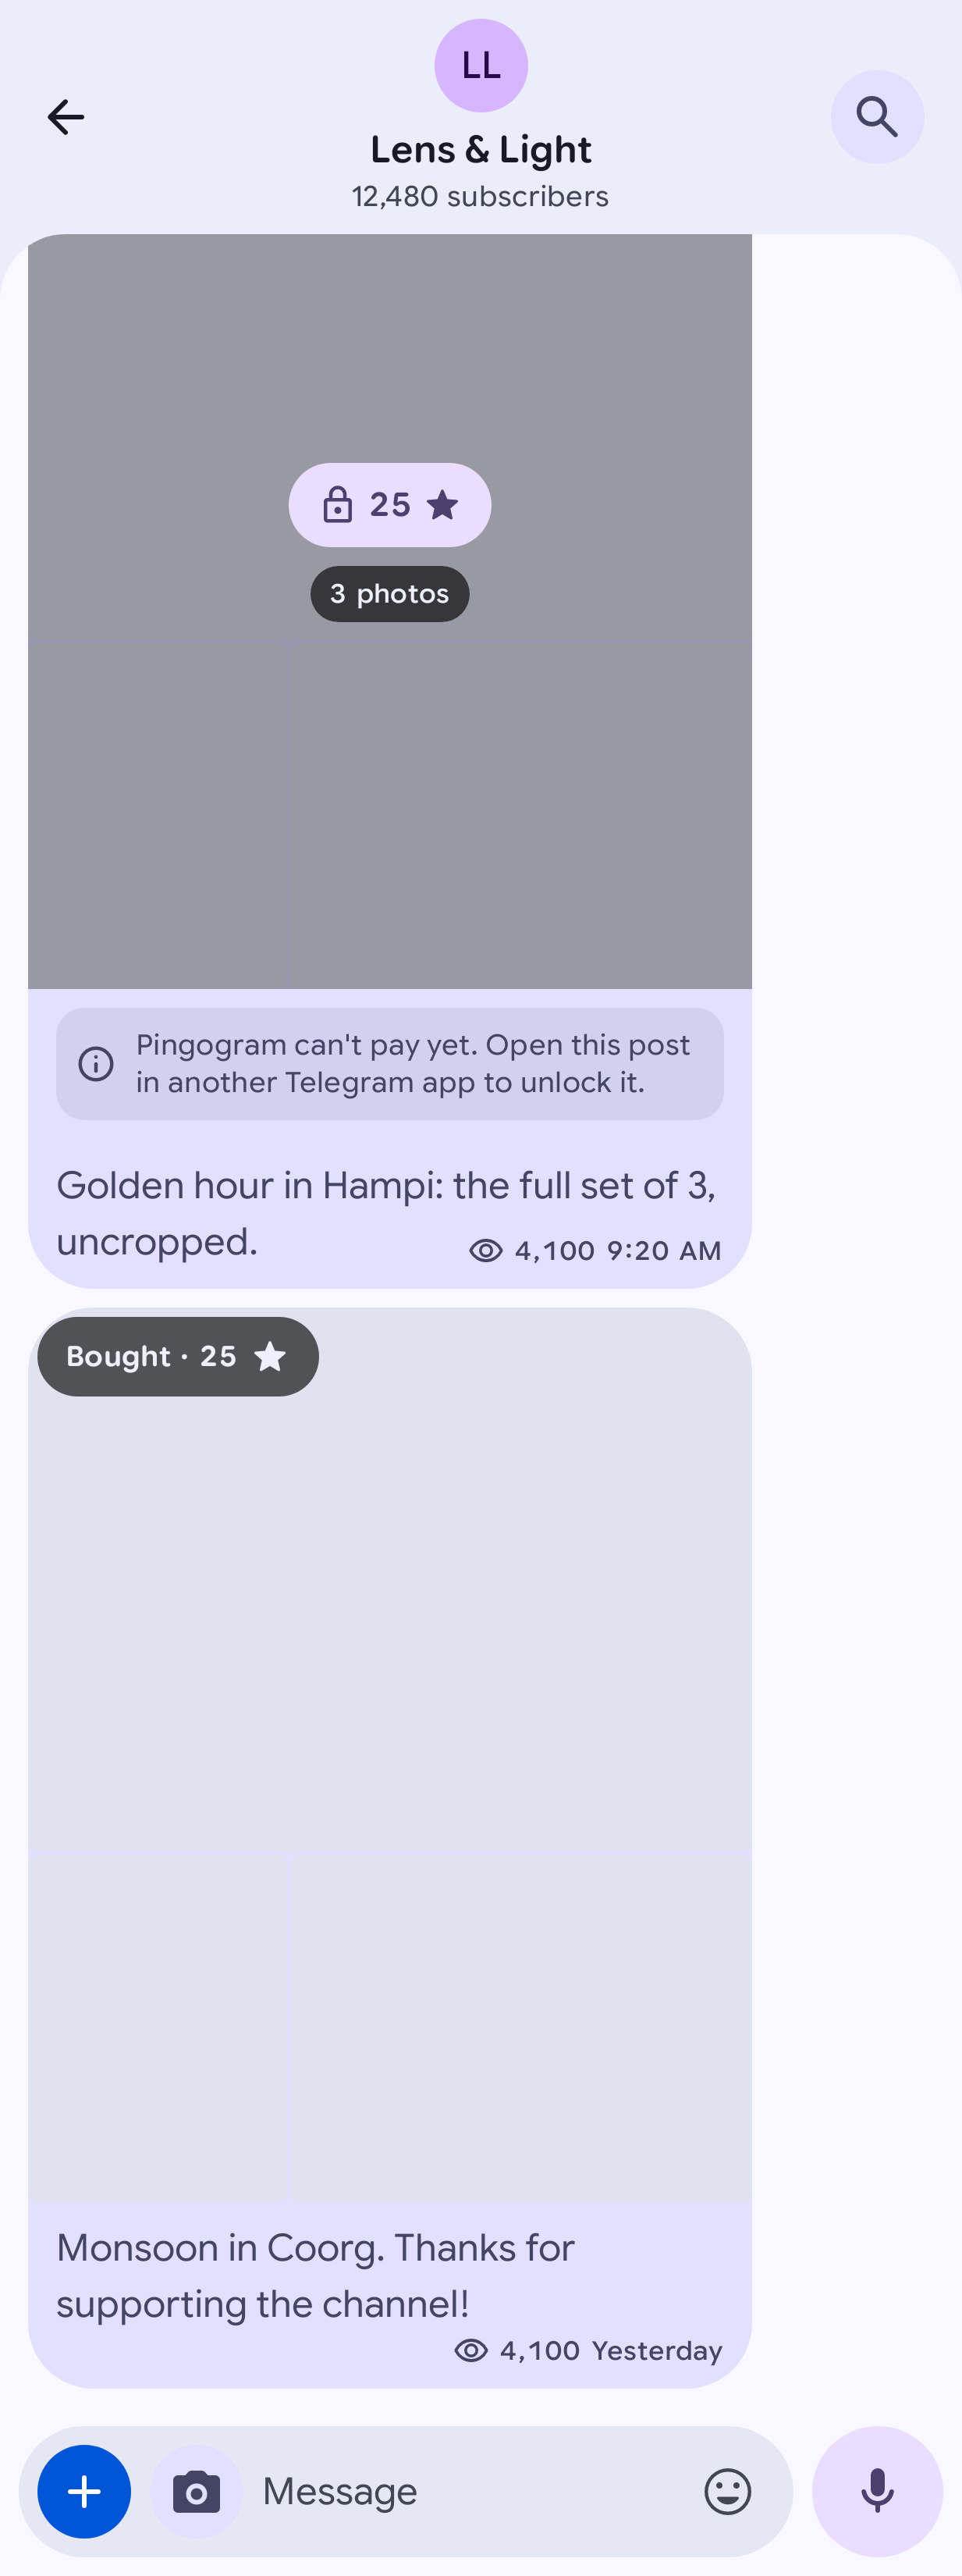 LL
Lens & Light
12,480 subscribers
25
3 photos
Pingogram can't pay yet. Open this post
in another Telegram app to unlock it.
Golden hour in Hampi: the full set of 3,
uncropped.
4,100 9:20 AM
Bought · 25
Monsoon in Coorg. Thanks for
supporting the channel!
4,100 Yesterday
Message